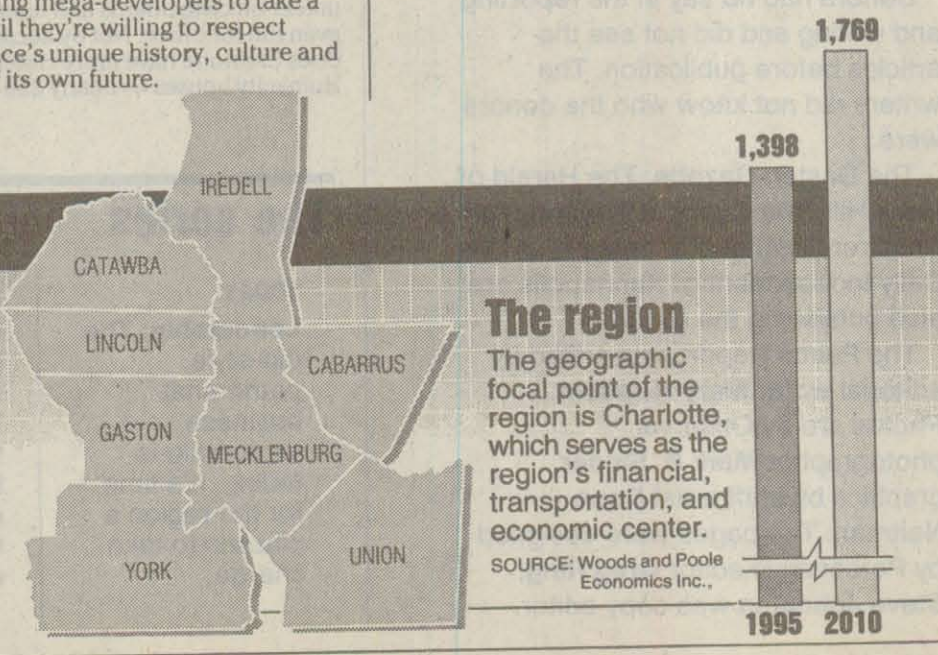 ng mega-developers to take a
il they're willing to respect
ce's unique history, culture and
its own future.
IREDELL
CATAWBA
LINCOLN
CABARRUS
GASTON
MECKLENBURG
YORK
UNION
The region
The geographic
focal point of the
region is Charlotte,
which serves as the
region's financial,
transportation, and
economic center.
SOURCE: Woods and Poole
Economics Inc.,
1,398
1,769
1995 2010